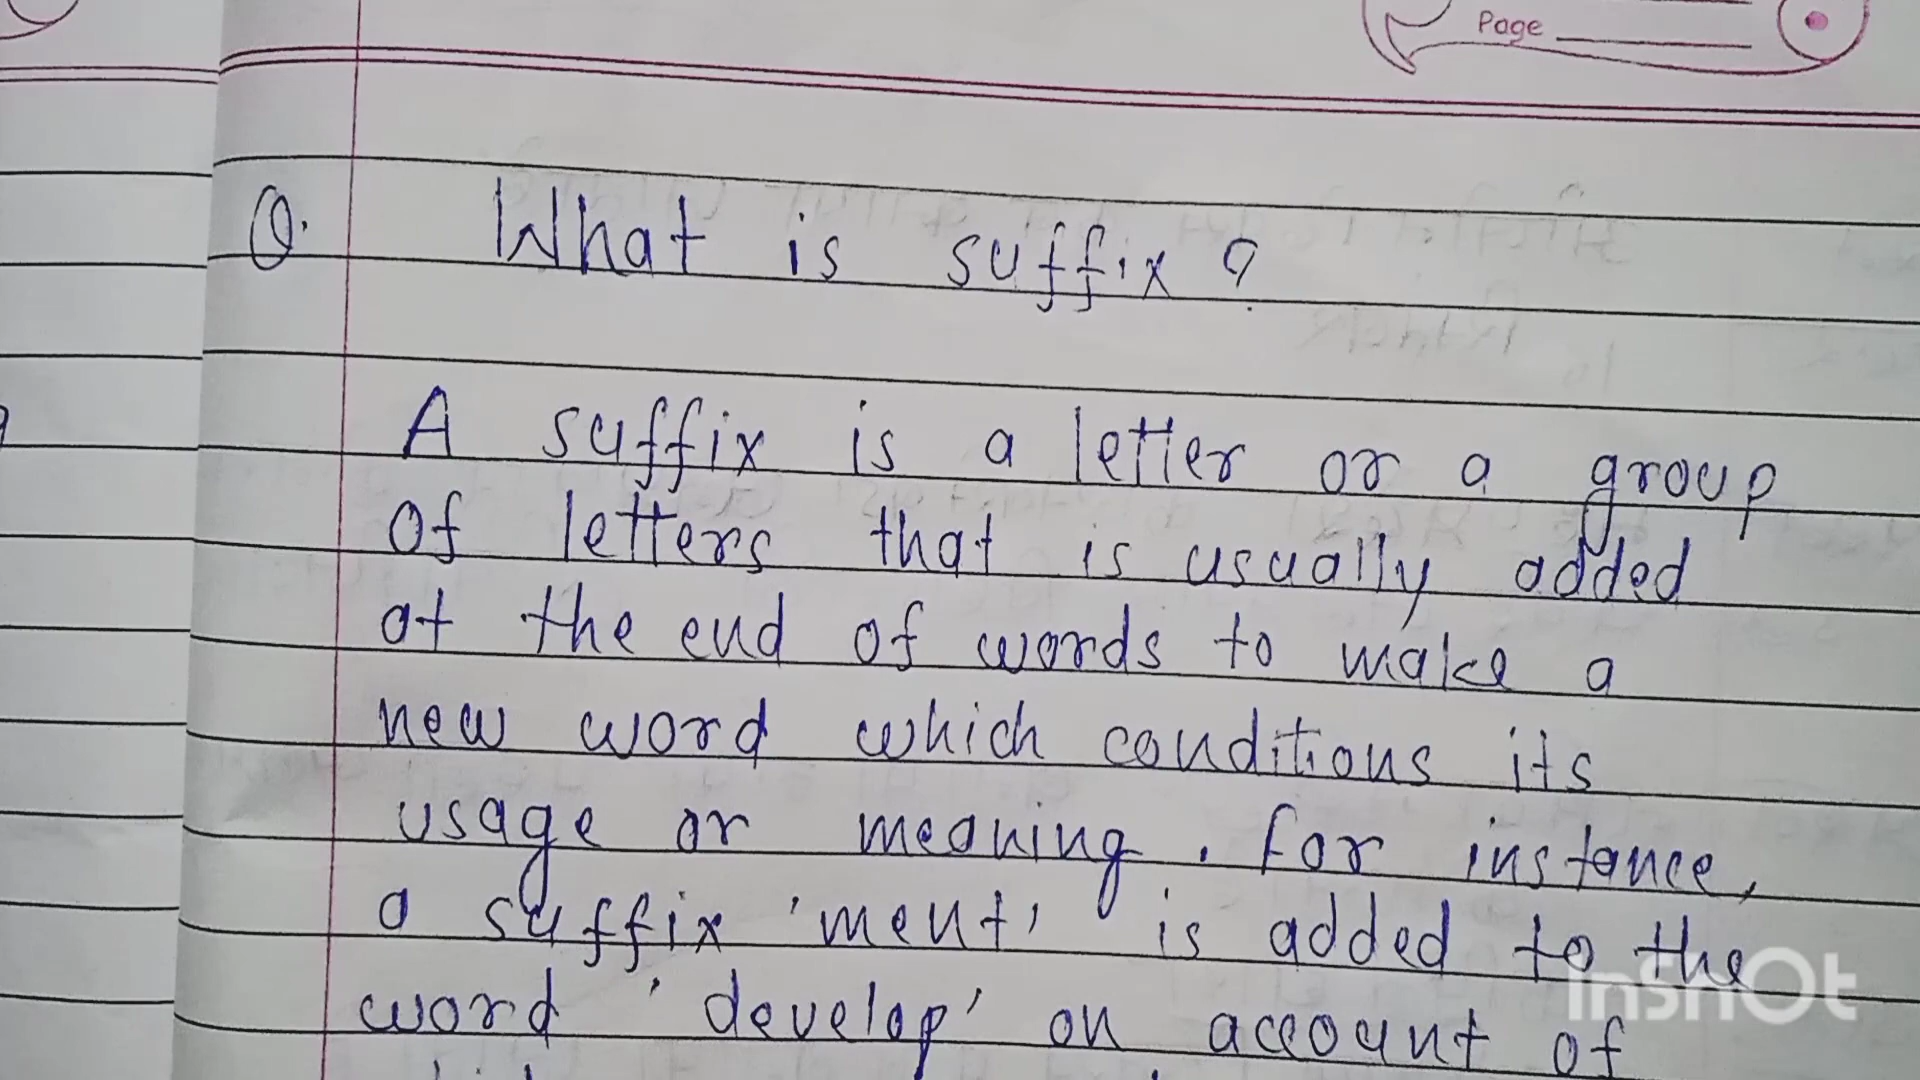 Page
Q. What is suffix ?
A suffix is a letter or a group
of letters that is usually added
at the end of words to make a
new word which conditions its
usage or meaning. For instance,
a suffix 'ment' is added to the
word 'develop' on account of
InShOt